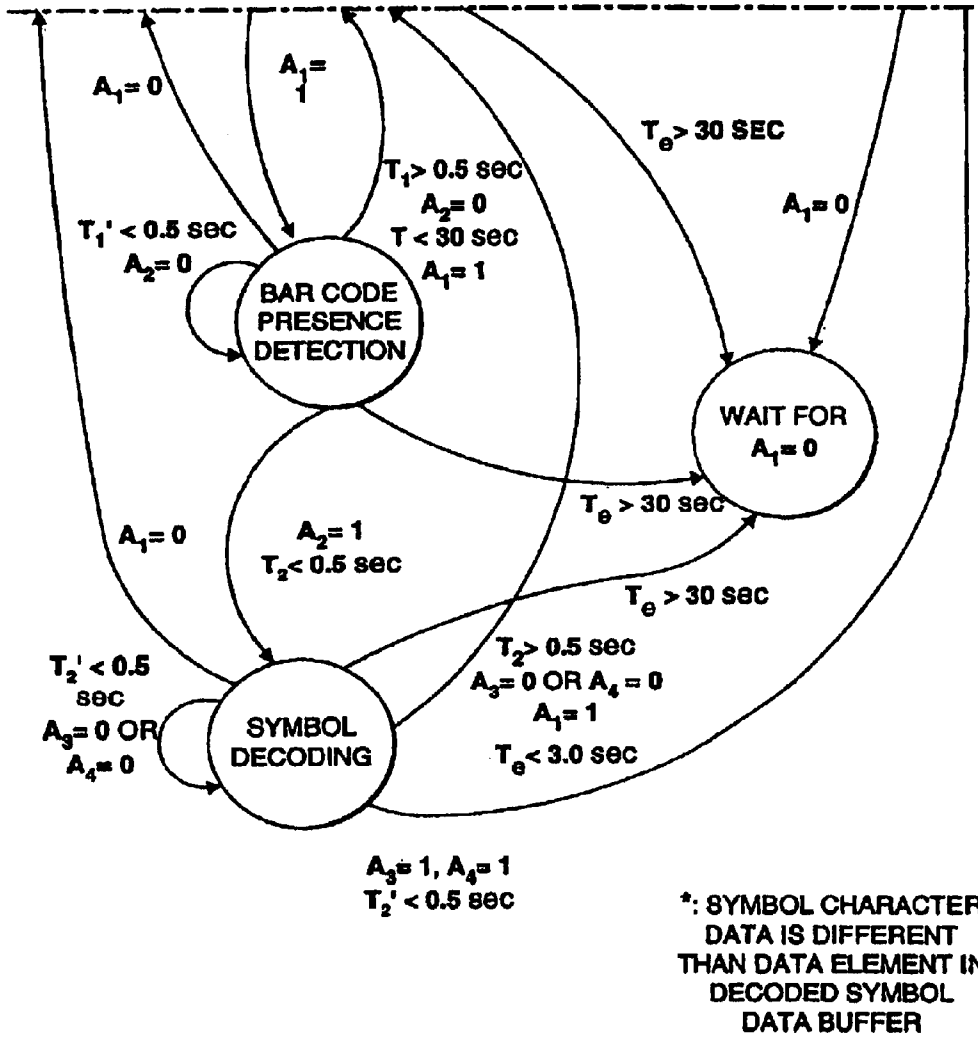 A₁= 0
A₁=
1
Tₑ> 30 SEC
T₁> 0.5 sec
A₂= 0
T < 30 sec
A₁= 1
A₁= 0
T₁' < 0.5 sec
A₂= 0
BAR CODE
PRESENCE
DETECTION
WAIT FOR
A₁= 0
Tₑ > 30 sec
A₁= 0
A₂= 1
T₂< 0.5 sec
Tₑ > 30 sec
T₂' < 0.5
sec
A₃= 0 OR
A₄= 0
SYMBOL
DECODING
T₂> 0.5 sec
A₃= 0 OR A₄ = 0
A₁= 1
Tₑ< 3.0 sec
A₃= 1, A₄= 1
T₂' < 0.5 sec
*: SYMBOL CHARACTER
DATA IS DIFFERENT
THAN DATA ELEMENT IN
DECODED SYMBOL
DATA BUFFER